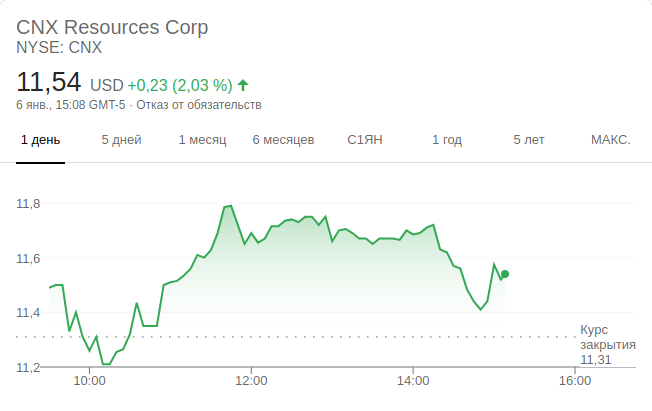 CNX Resources Corp
NYSE: CNX
11,54 USD +0,23 (2,03 %)
6 янв., 15:08 GMT-5 · Отказ от обязательств
1 день 5 дней 1 месяц 6 месяцев С1ЯН 1 год 5 лет МАКС.
11,8
11,6
11,4
Курс
закрытия
11,31
11,2
10:00 12:00 14:00 16:00